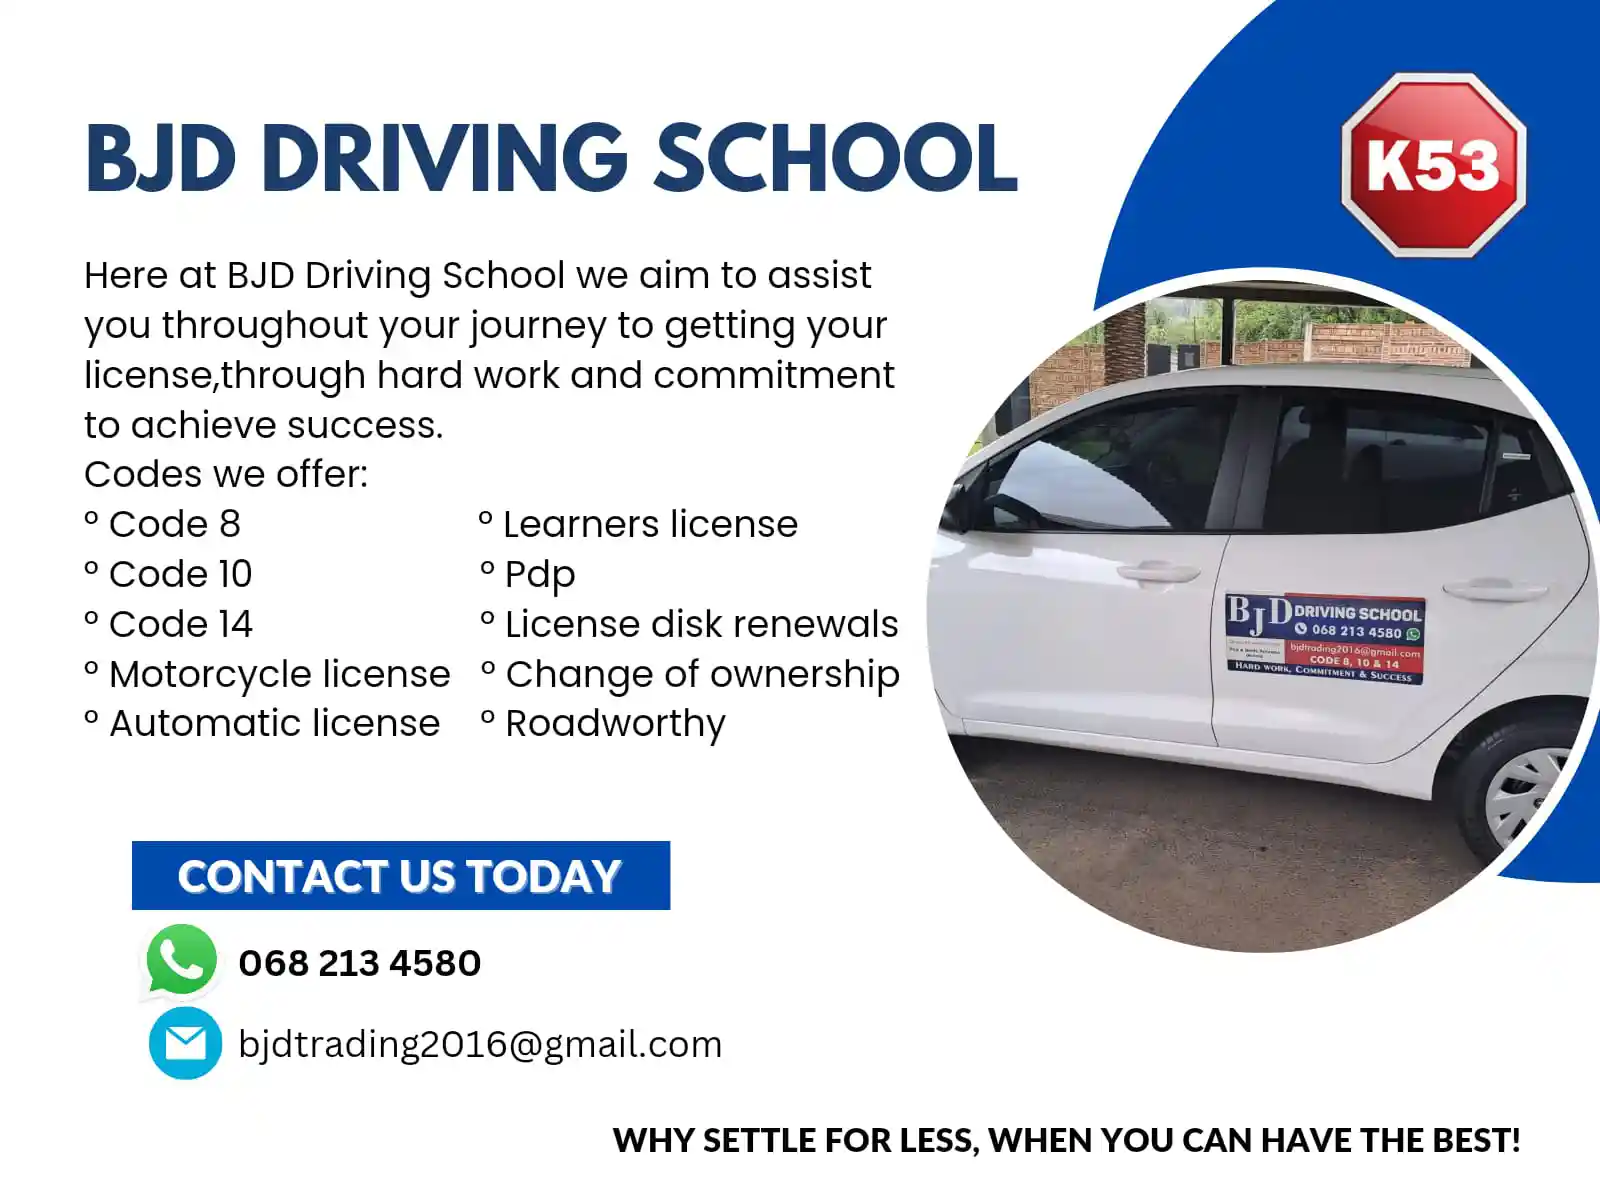 BJD DRIVING SCHOOL
K53
Here at BJD Driving School we aim to assist
you throughout your journey to getting your
license,through hard work and commitment
to achieve success.
Codes we offer:
° Code 8
° Code 10
° Code 14
° Motorcycle license
° Automatic license
° Learners license
° Pdp
° License disk renewals
° Change of ownership
° Roadworthy
BJD DRIVING SCHOOL
068 213 4580
bjdtrading2016@gmail.com
CODE 8, 10 & 14
HARD WORK, COMMITMENT & SUCCESS
CONTACT US TODAY
068 213 4580
bjdtrading2016@gmail.com
WHY SETTLE FOR LESS, WHEN YOU CAN HAVE THE BEST!